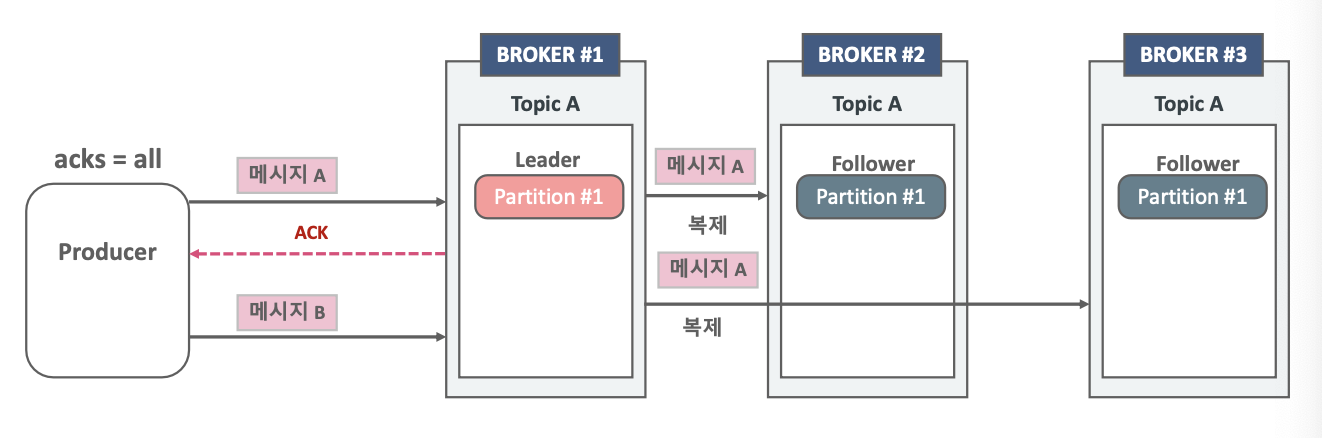 BROKER #1
BROKER #2
BROKER #3
Topic A
Topic A
Topic A
acks = all
메시지 A
Leader
Partition #1
메시지 A
Follower
Partition #1
Follower
Partition #1
복제
Producer
ACK
메시지 A
메시지 B
복제